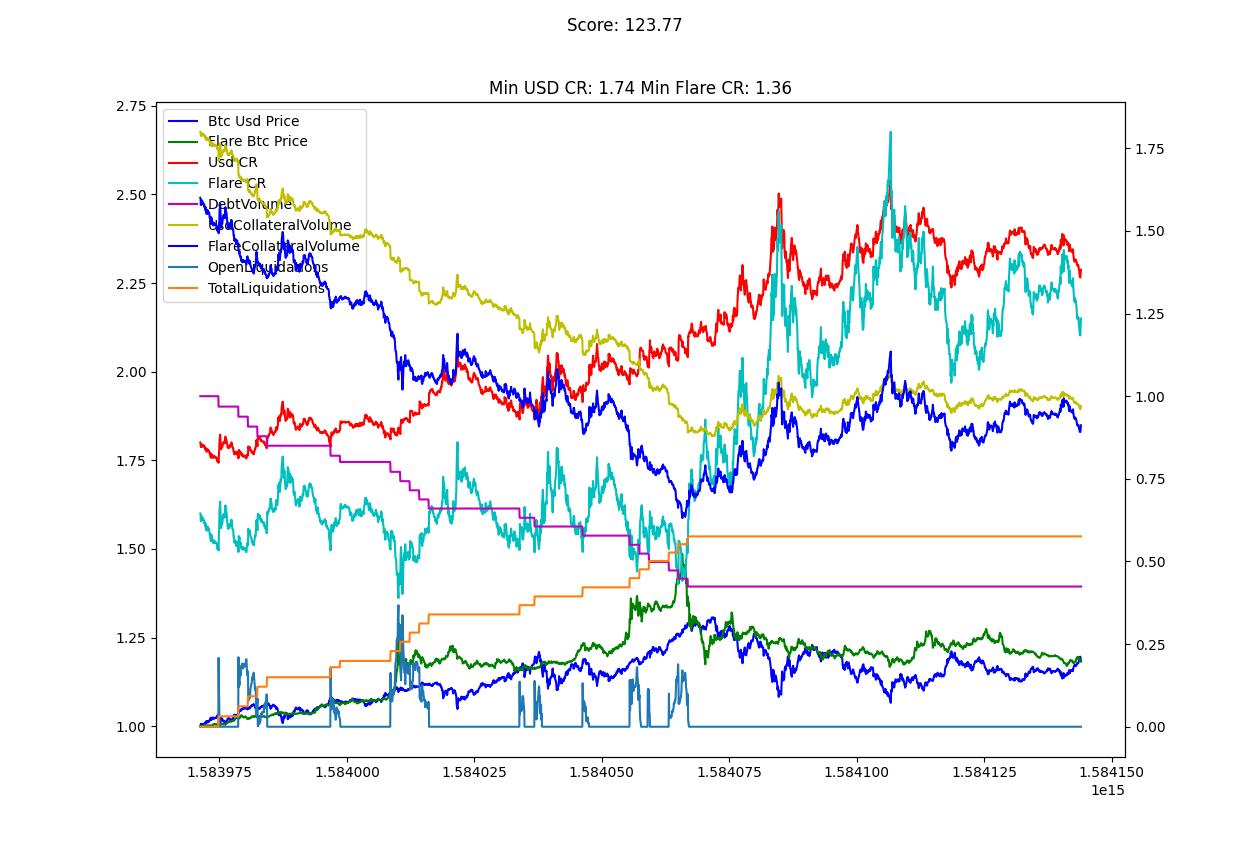 Score: 123.77
Min USD CR: 1.74 Min Flare CR: 1.36
2.75
2.50
2.25
2.00
1.75
1.50
1.25
1.00
Btc Usd Price
Flare Btc Price
Usd CR
Flare CR
DebtVolume
UsdCollateralVolume
FlareCollateralVolume
OpenLiquidations
TotalLiquidations
1.75
1.50
1.25
1.00
0.75
0.50
0.25
0.00
1.583975 1.584000 1.584025 1.584050 1.584075 1.584100 1.584125 1.584150
1e15